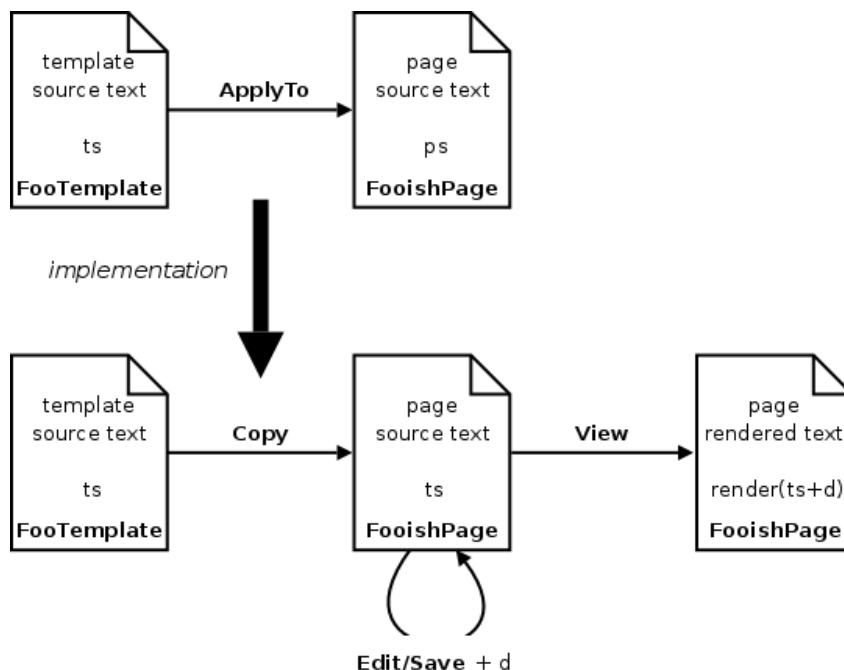 template
source text
ts
FooTemplate
ApplyTo
page
source text
ps
FooishPage
implementation
template
source text
ts
FooTemplate
Copy
page
source text
ts
FooishPage
View
page
rendered text
render(ts+d)
FooishPage
Edit/Save + d